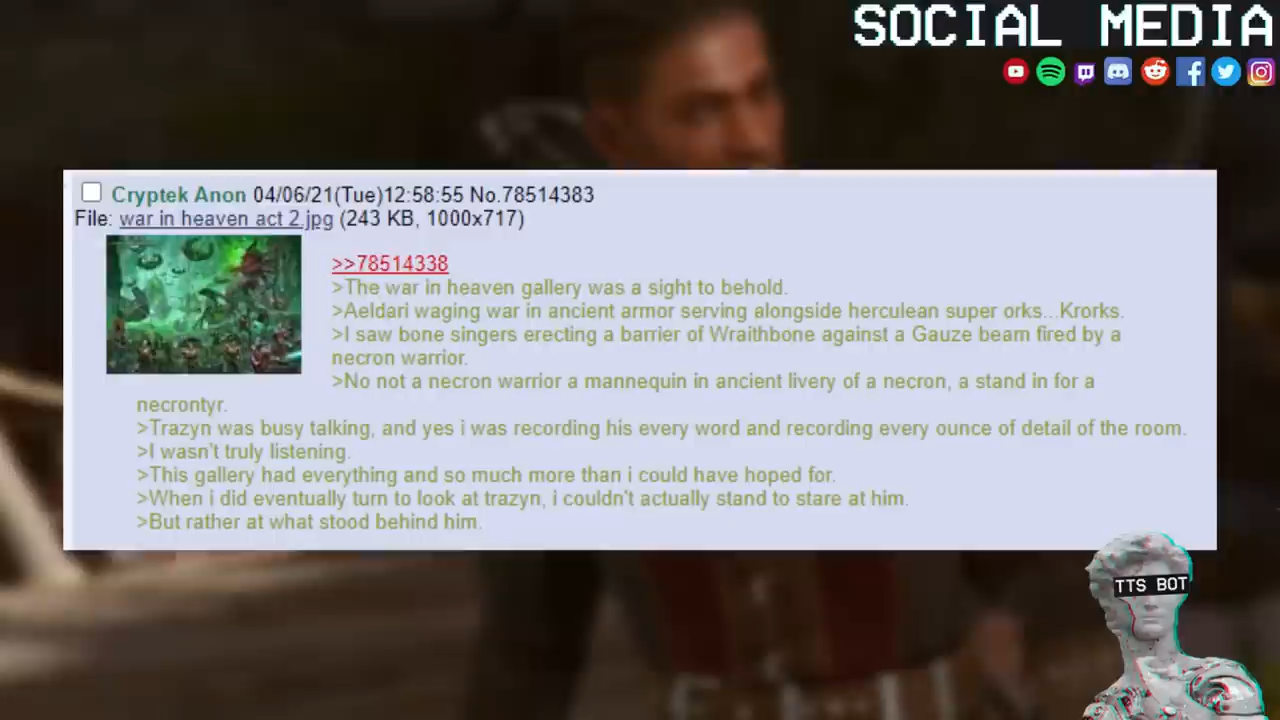 SOCIAL MEDIA
Cryptek Anon 04/06/21(Tue)12:58:55 No.78514383
File: war in heaven act 2.jpg (243 KB, 1000x717)
>>78514338
>The war in heaven gallery was a sight to behold.
>Aeldari waging war in ancient armor serving alongside herculean super orks...Krorks.
>I saw bone singers erecting a barrier of Wraithbone against a Gauze beam fired by a
necron warrior.
>No not a necron warrior a mannequin in ancient livery of a necron, a stand in for a
necrontyr.
>Trazyn was busy talking, and yes i was recording his every word and recording every ounce of detail of the room.
>I wasn't truly listening.
>This gallery had everything and so much more than i could have hoped for.
>When i did eventually turn to look at trazyn, i couldn't actually stand to stare at him.
>But rather at what stood behind him.
TTS BOT